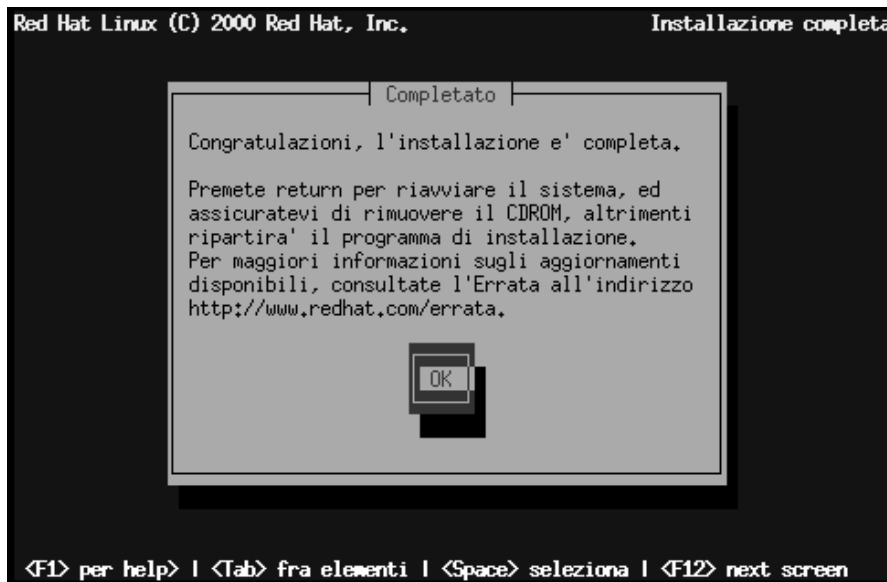 Red Hat Linux (C) 2000 Red Hat, Inc. Installazione completa
Completato
Congratulazioni, l'installazione e' completa.
Premete return per riavviare il sistema, ed
assicuratevi di rimuovere il CDROM, altrimenti
ripartira' il programma di installazione.
Per maggiori informazioni sugli aggiornamenti
disponibili, consultate l'Errata all'indirizzo
http://www.redhat.com/errata.
OK
<F1> per help> | <Tab> fra elementi | <Space> seleziona | <F12> next screen